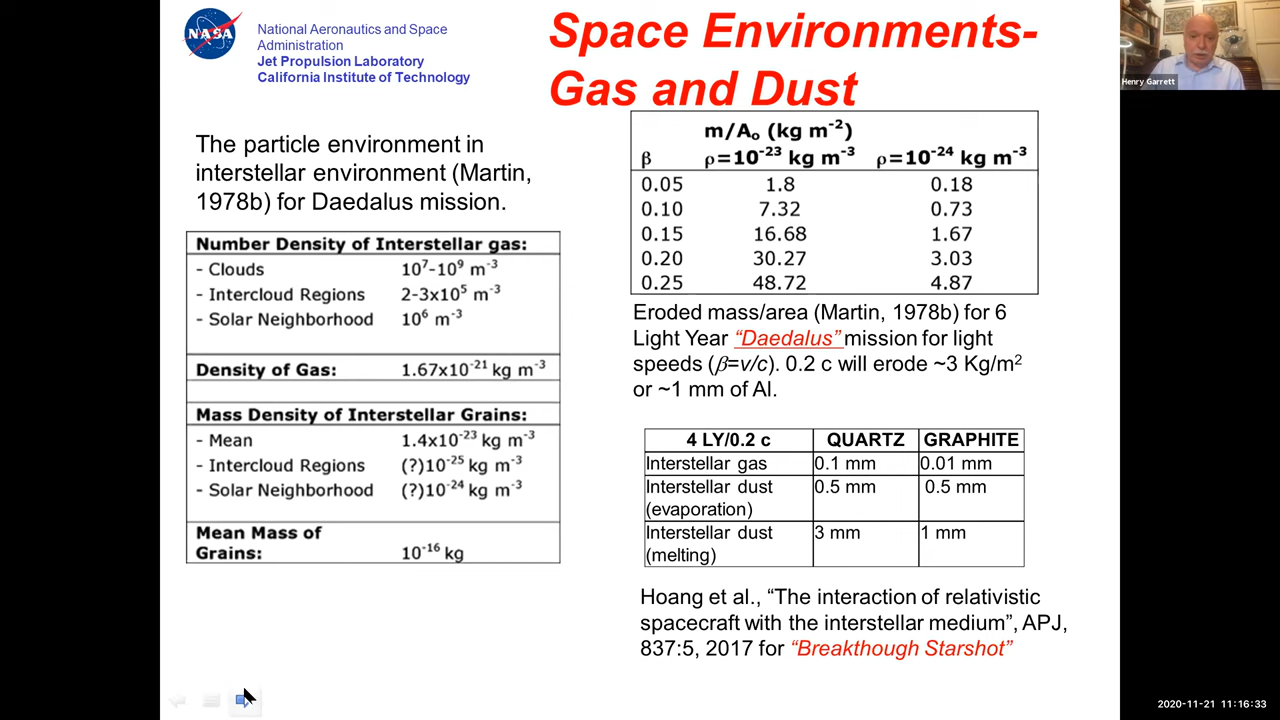 NASA
National Aeronautics and Space
Administration
Jet Propulsion Laboratory
California Institute of Technology
Space Environments-
Gas and Dust
Henry Garrett
The particle environment in
interstellar environment (Martin,
1978b) for Daedalus mission.
Number Density of Interstellar gas:
- Clouds 10⁷-10⁹ m⁻³
- Intercloud Regions 2-3x10⁵ m⁻³
- Solar Neighborhood 10⁶ m⁻³
Density of Gas: 1.67x10⁻²¹ kg m⁻³
Mass Density of Interstellar Grains:
- Mean 1.4x10⁻²³ kg m⁻³
- Intercloud Regions (?)10⁻²⁵ kg m⁻³
- Solar Neighborhood (?)10⁻²⁴ kg m⁻³
Mean Mass of
Grains: 10⁻¹⁶ kg
m/Aₒ (kg m⁻²)
β ρ=10⁻²³ kg m⁻³ ρ=10⁻²⁴ kg m⁻³
0.05 1.8 0.18
0.10 7.32 0.73
0.15 16.68 1.67
0.20 30.27 3.03
0.25 48.72 4.87
Eroded mass/area (Martin, 1978b) for 6
Light Year “Daedalus” mission for light
speeds (β=v/c). 0.2 c will erode ~3 Kg/m²
or ~1 mm of Al.
4 LY/0.2 c QUARTZ GRAPHITE
Interstellar gas 0.1 mm 0.01 mm
Interstellar dust 0.5 mm 0.5 mm
(evaporation)
Interstellar dust 3 mm 1 mm
(melting)
Hoang et al., “The interaction of relativistic
spacecraft with the interstellar medium”, APJ,
837:5, 2017 for “Breakthough Starshot”
2020-11-21 11:16:33